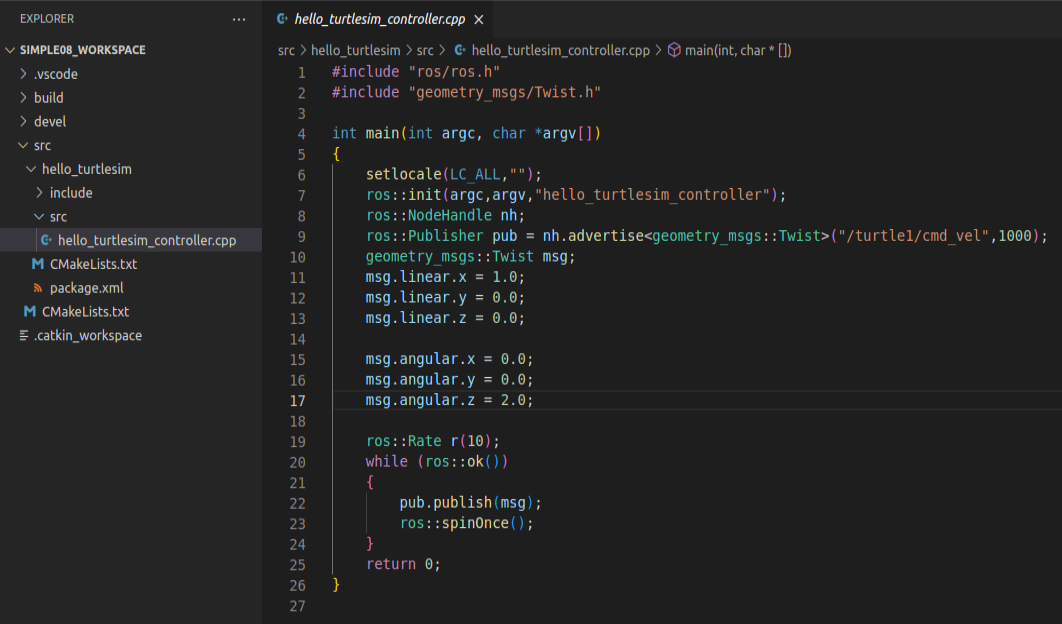 EXPLORER
SIMPLE08_WORKSPACE
.vscode
build
devel
src
hello_turtlesim
include
src
hello_turtlesim_controller.cpp
CMakeLists.txt
package.xml
CMakeLists.txt
.catkin_workspace
hello_turtlesim_controller.cpp
src > hello_turtlesim > src > hello_turtlesim_controller.cpp > main(int, char * [])
1 #include "ros/ros.h"
2 #include "geometry_msgs/Twist.h"
3
4 int main(int argc, char *argv[])
5 {
6 setlocale(LC_ALL,"");
7 ros::init(argc,argv,"hello_turtlesim_controller");
8 ros::NodeHandle nh;
9 ros::Publisher pub = nh.advertise<geometry_msgs::Twist>("/turtle1/cmd_vel",1000);
10 geometry_msgs::Twist msg;
11 msg.linear.x = 1.0;
12 msg.linear.y = 0.0;
13 msg.linear.z = 0.0;
14
15 msg.angular.x = 0.0;
16 msg.angular.y = 0.0;
17 msg.angular.z = 2.0;
18
19 ros::Rate r(10);
20 while (ros::ok())
21 {
22 pub.publish(msg);
23 ros::spinOnce();
24 }
25 return 0;
26 }
27